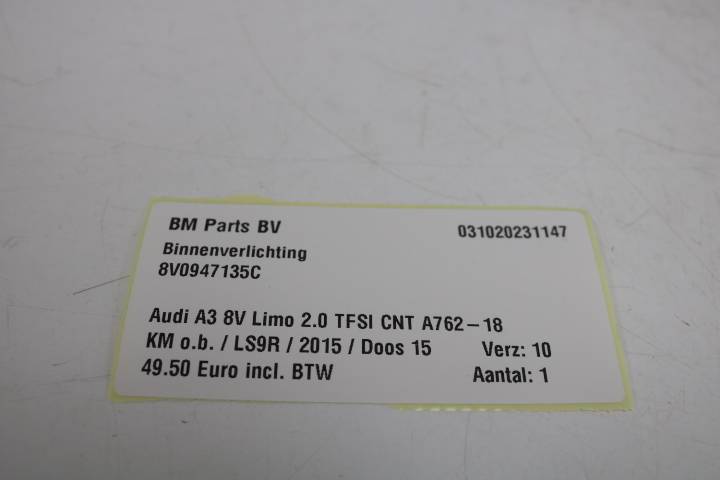 BM Parts BV 031020231147
Binnenverlichting
8V0947135C
Audi A3 8V Limo 2.0 TFSI CNT A762-18
KM o.b. / LS9R / 2015 / Doos 15 Verz: 10
49.50 Euro incl. BTW Aantal: 1